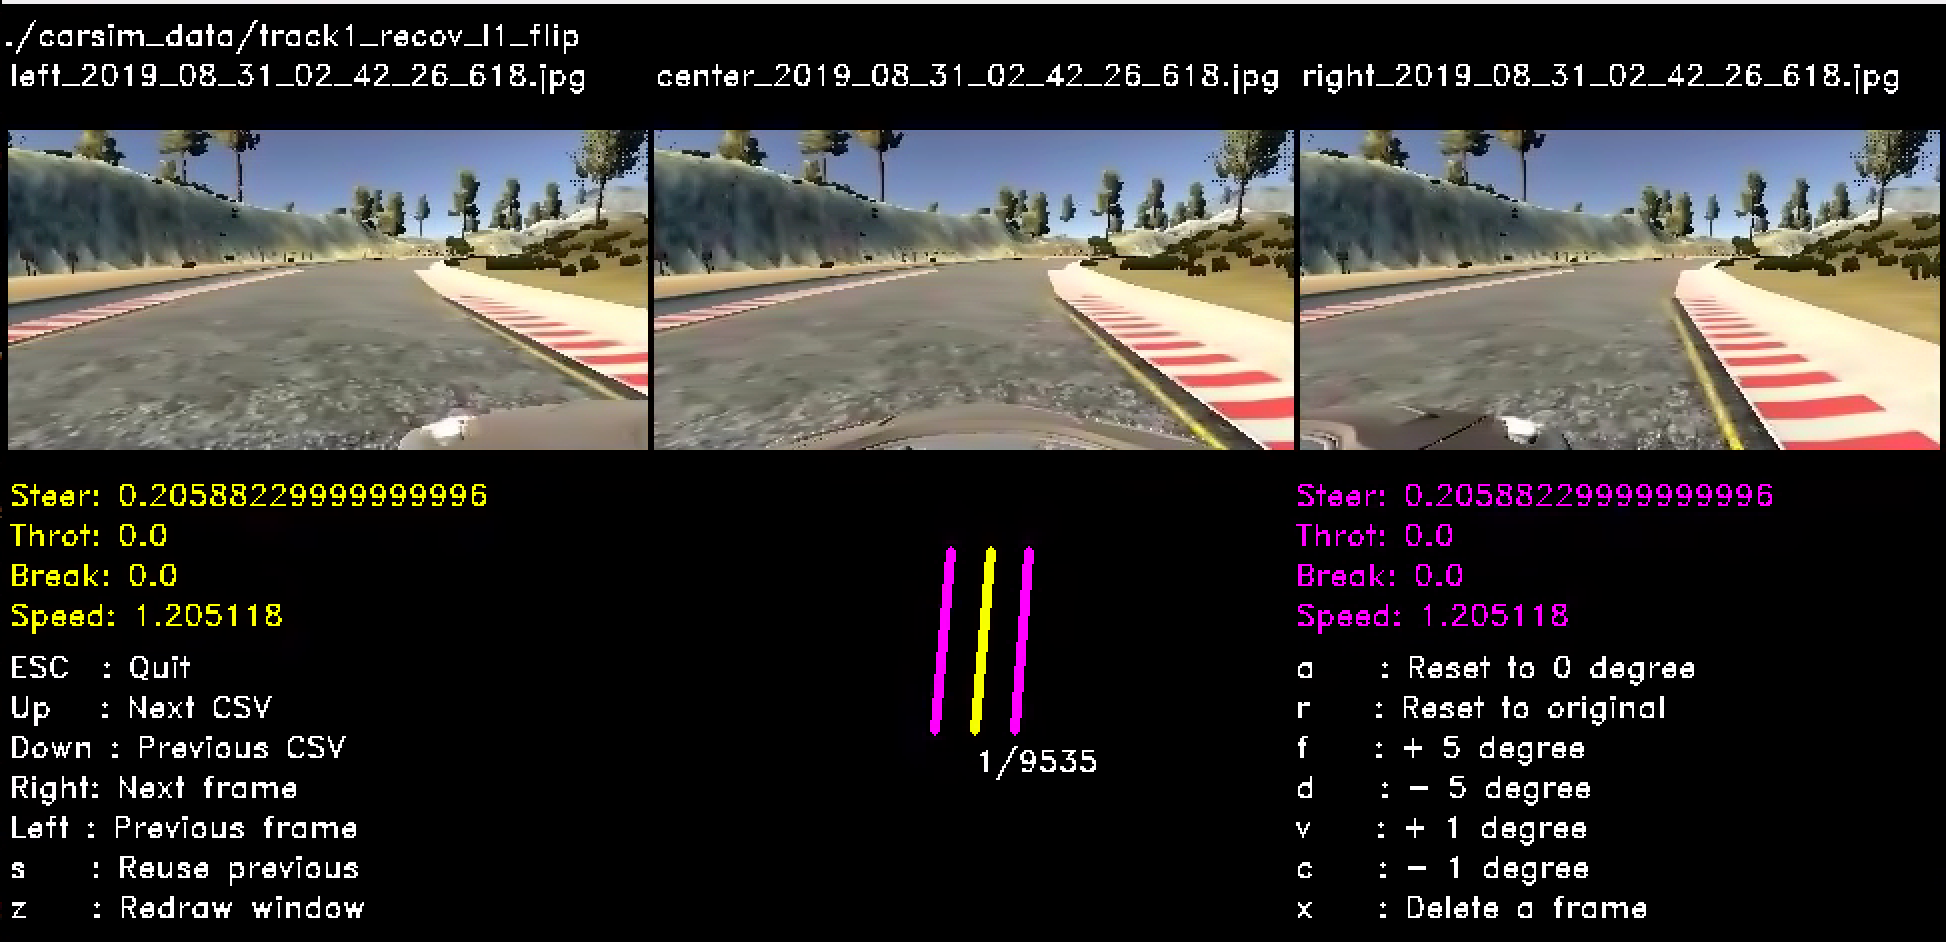 ./carsim_data/track1_recov_l1_flip
left_2019_08_31_02_42_26_618.jpg
center_2019_08_31_02_42_26_618.jpg
right_2019_08_31_02_42_26_618.jpg
Steer: 0.20588229999999996
Throt: 0.0
Break: 0.0
Speed: 1.205118
ESC : Quit
Up : Next CSV
Down : Previous CSV
Right: Next frame
Left : Previous frame
s : Reuse previous
z : Redraw window
1/9535
Steer: 0.20588229999999996
Throt: 0.0
Break: 0.0
Speed: 1.205118
a : Reset to 0 degree
r : Reset to original
f : + 5 degree
d : - 5 degree
v : + 1 degree
c : - 1 degree
x : Delete a frame